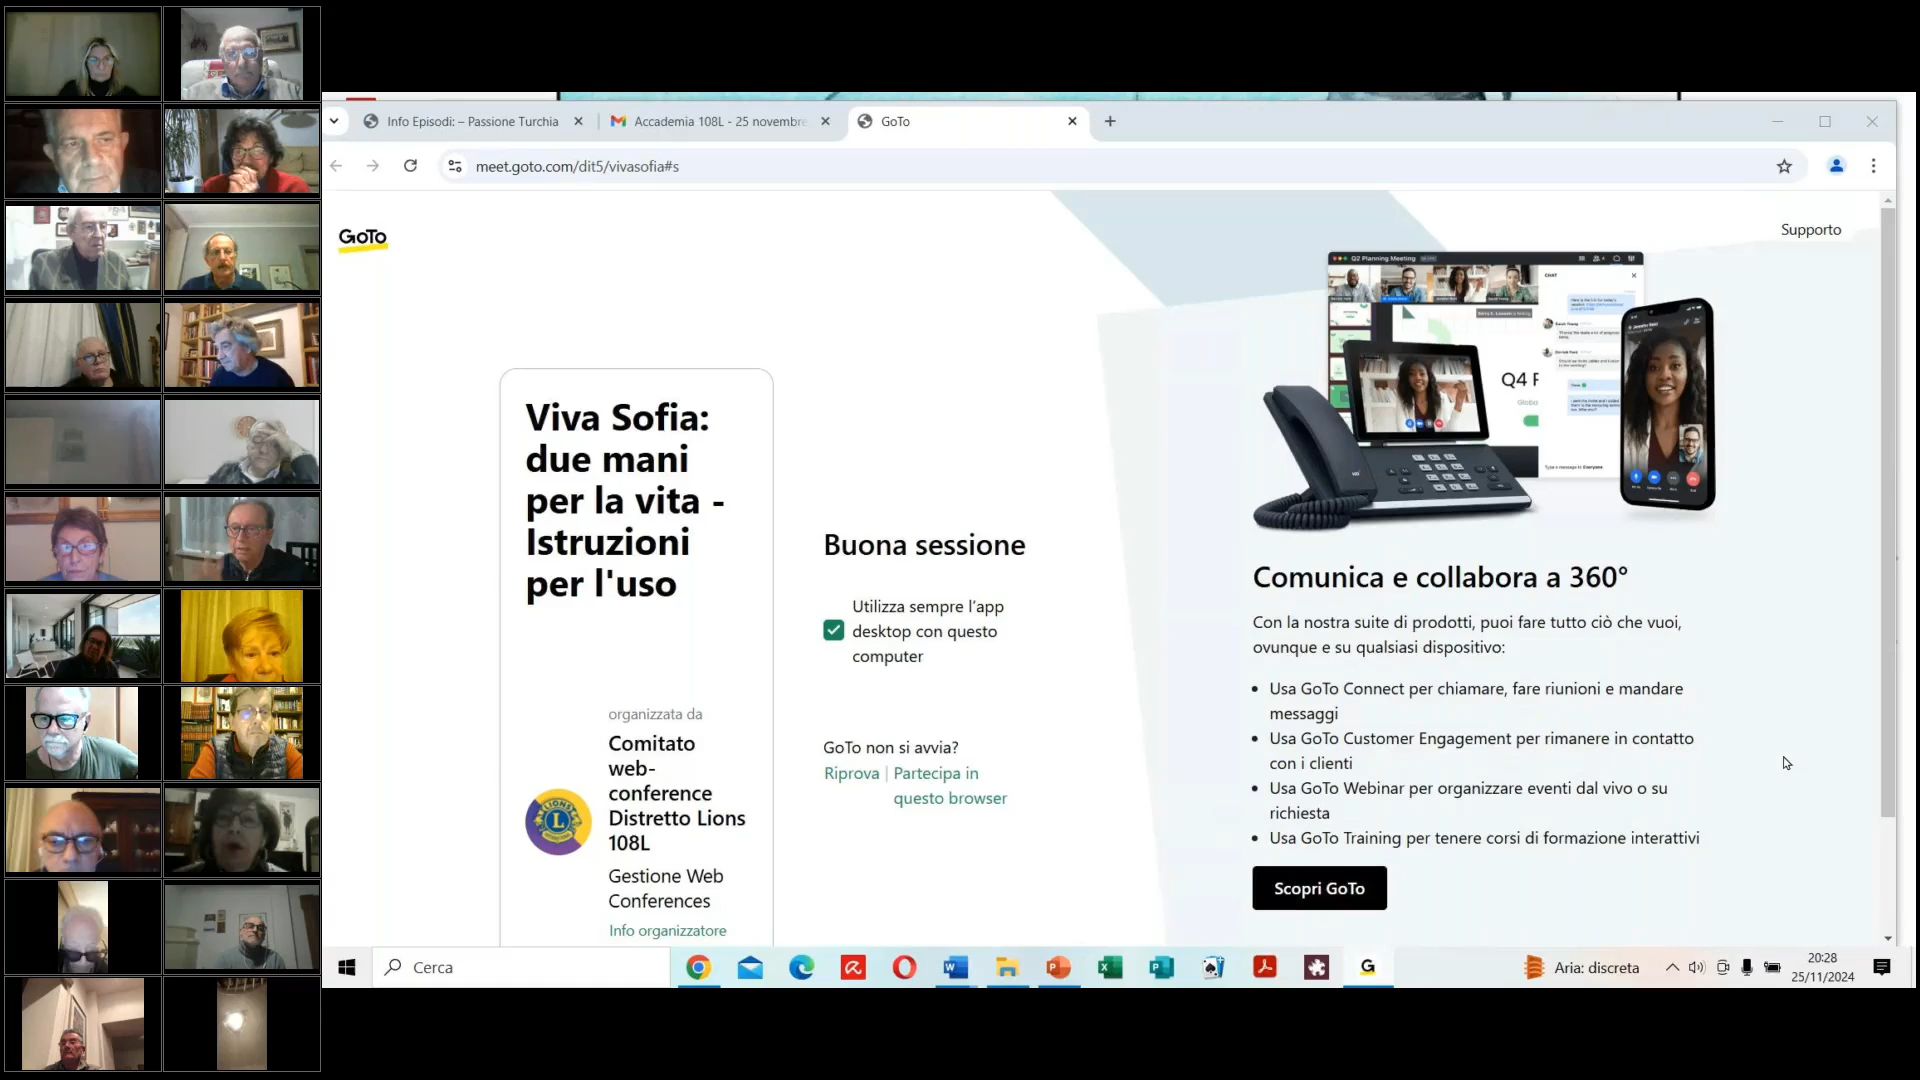 Info Episodi: – Passione Turchia
Accademia 108L - 25 novembre
GoTo
meet.goto.com/dit5/vivasofia#s
GoTo
Supporto
Q2 Planning Meeting
CHAT
Q4
Viva Sofia:
due mani
per la vita -
Istruzioni
per l'uso
organizzata da
Comitato
web-
conference
Distretto Lions
108L
LIONS
L
Gestione Web
Conferences
Info organizzatore
Buona sessione
Utilizza sempre l'app
desktop con questo
computer
GoTo non si avvia?
Riprova | Partecipa in
questo browser
Comunica e collabora a 360°
Con la nostra suite di prodotti, puoi fare tutto ciò che vuoi,
ovunque e su qualsiasi dispositivo:
• Usa GoTo Connect per chiamare, fare riunioni e mandare
messaggi
• Usa GoTo Customer Engagement per rimanere in contatto
con i clienti
• Usa GoTo Webinar per organizzare eventi dal vivo o su
richiesta
• Usa GoTo Training per tenere corsi di formazione interattivi
Scopri GoTo
Cerca
Aria: discreta
20:28
25/11/2024